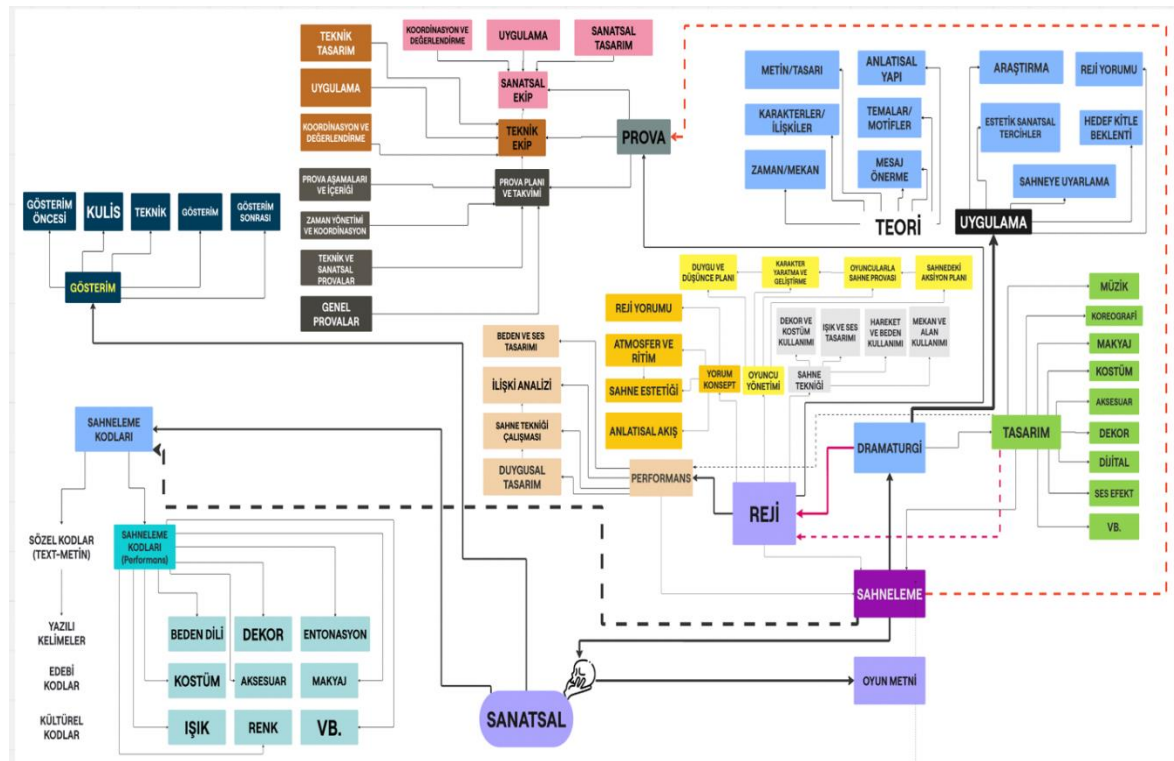 TEKNİK
TASARIM
UYGULAMA
KOORDİNASYON VE
DEĞERLENDİRME
KOORDİNASYON VE
DEĞERLENDİRME
UYGULAMA
SANATSAL
TASARIM
SANATSAL
EKİP
TEKNİK
EKİP
PROVA
PROVA AŞAMALARI
VE İÇERİĞİ
PROVA PLANI
VE TAKVİMİ
ZAMAN YÖNETİMİ
VE KOORDİNASYON
TEKNİK VE
SANATSAL
PROVALAR
GENEL
PROVALAR
METİN/TASARI
ANLATISAL
YAPI
KARAKTERLER/
İLİŞKİLER
TEMALAR/
MOTİFLER
ZAMAN/MEKAN
MESAJ
ÖNERME
TEORİ
ARAŞTIRMA
REJİ YORUMU
ESTETİK SANATSAL
TERCİHLER
HEDEF KİTLE
BEKLENTİ
SAHNEYE UYARLAMA
UYGULAMA
GÖSTERİM
ÖNCESİ
KULİS
TEKNİK
GÖSTERİM
GÖSTERİM
SONRASI
GÖSTERİM
DUYGU VE
DÜŞÜNCE PLANI
KARAKTER
YARATMA VE
GELİŞTİRME
OYUNCULARLA
SAHNE PROVASI
SAHNEDEKİ
AKSİYON PLANI
REJİ YORUMU
ATMOSFER VE
RİTİM
SAHNE ESTETİĞİ
ANLATISAL AKIŞ
YORUM
KONSEPT
OYUNCU
YÖNETİMİ
SAHNE
TEKNİĞİ
DEKOR VE
KOSTÜM
KULLANIMI
IŞIK VE SES
TASARIMI
HAREKET VE
BEDEN
KULLANIMI
MEKAN VE
ALAN
KULLANIMI
BEDEN VE SES
TASARIMI
İLİŞKİ ANALİZİ
SAHNE TEKNİĞİ
ÇALIŞMASI
DUYGUSAL
TASARIM
PERFORMANS
REJİ
DRAMATURGİ
TASARIM
MÜZİK
KOREOGRAFİ
MAKYAJ
KOSTÜM
AKSESUAR
DEKOR
DİJİTAL
SES EFEKT
VB.
SAHNELEME
OYUN METNİ
SANATSAL
SAHNELEME
KODLARI
SÖZEL KODLAR
(TEXT-METİN)
SAHNELEME
KODLARI
(Performans)
YAZILI
KELİMELER
EDEBİ
KODLAR
KÜLTÜREL
KODLAR
BEDEN DİLİ
DEKOR
ENTONASYON
KOSTÜM
AKSESUAR
MAKYAJ
IŞIK
RENK
VB.